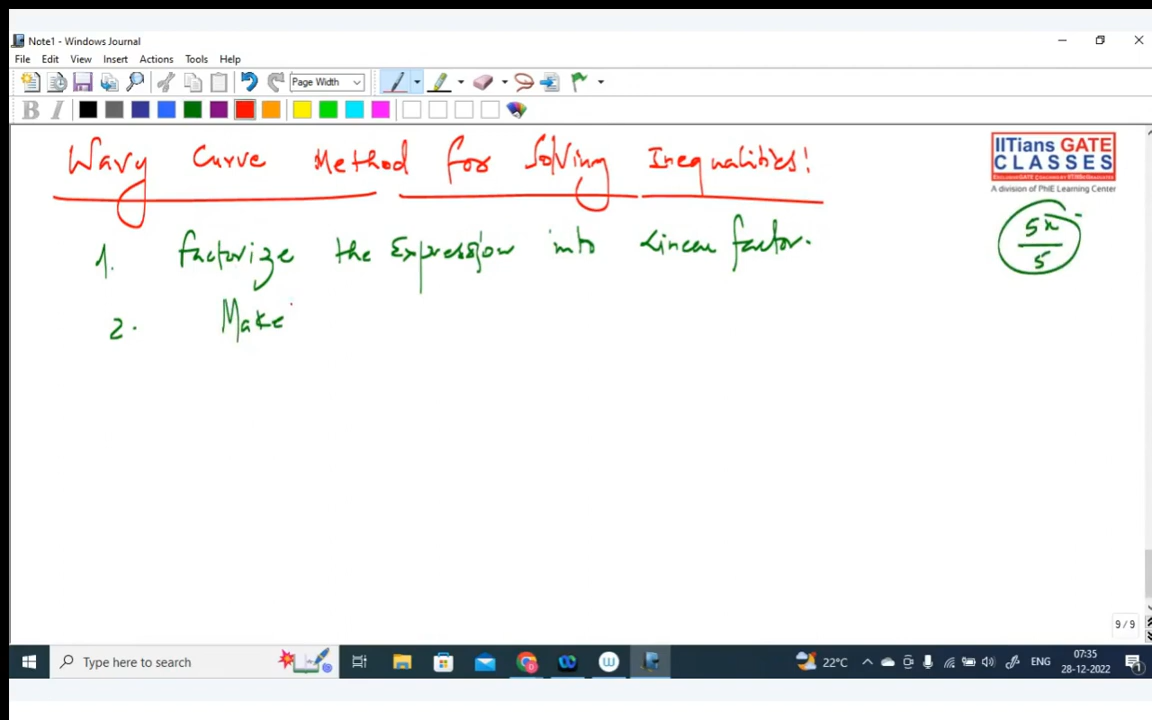 Note1 - Windows Journal
File Edit View Insert Actions Tools Help
Page Width
B I
Wavy Curve Method for Solving Inequalities!
IITians GATE
CLASSES
A division of PhIE Learning Center
1. Factorize the Expression into Linear factor.
5x
5
2. Make
9 / 9
Type here to search
22°C
ENG
07:35
28-12-2022
1